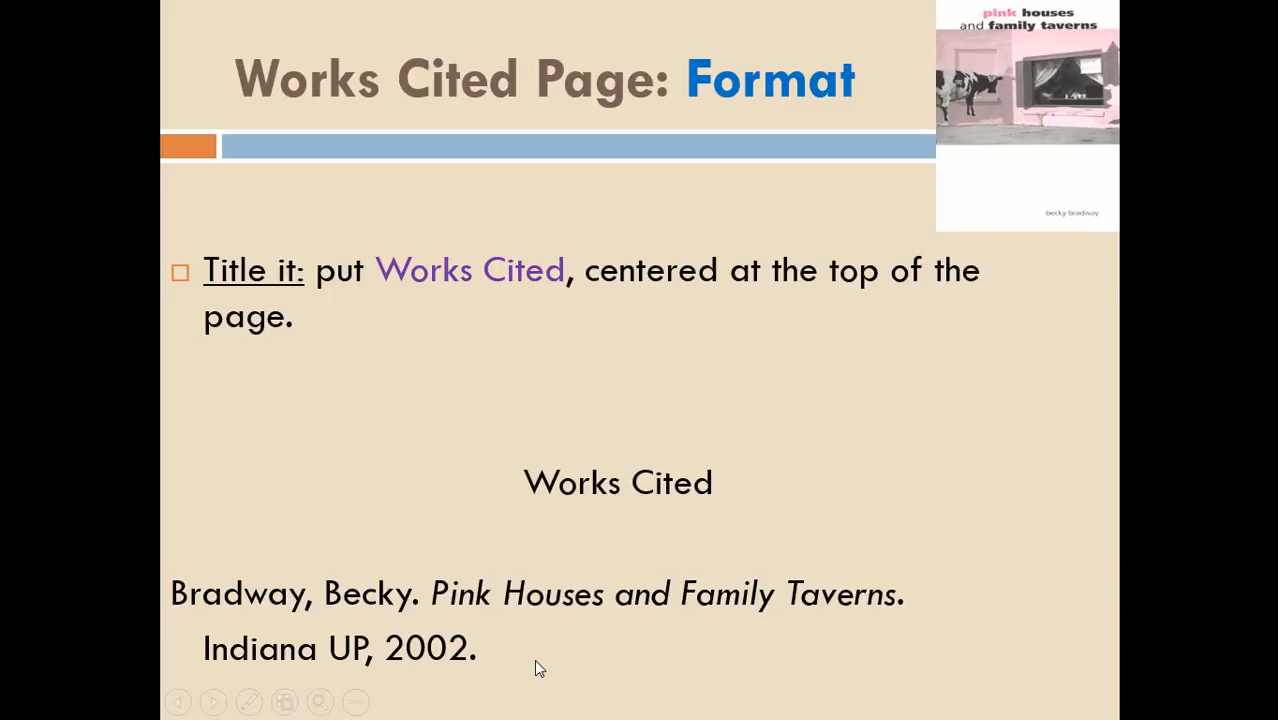 pink houses
and family taverns
Works Cited Page: Format
becky bradway
Title it: put Works Cited, centered at the top of the
page.
Works Cited
Bradway, Becky. Pink Houses and Family Taverns.
Indiana UP, 2002.